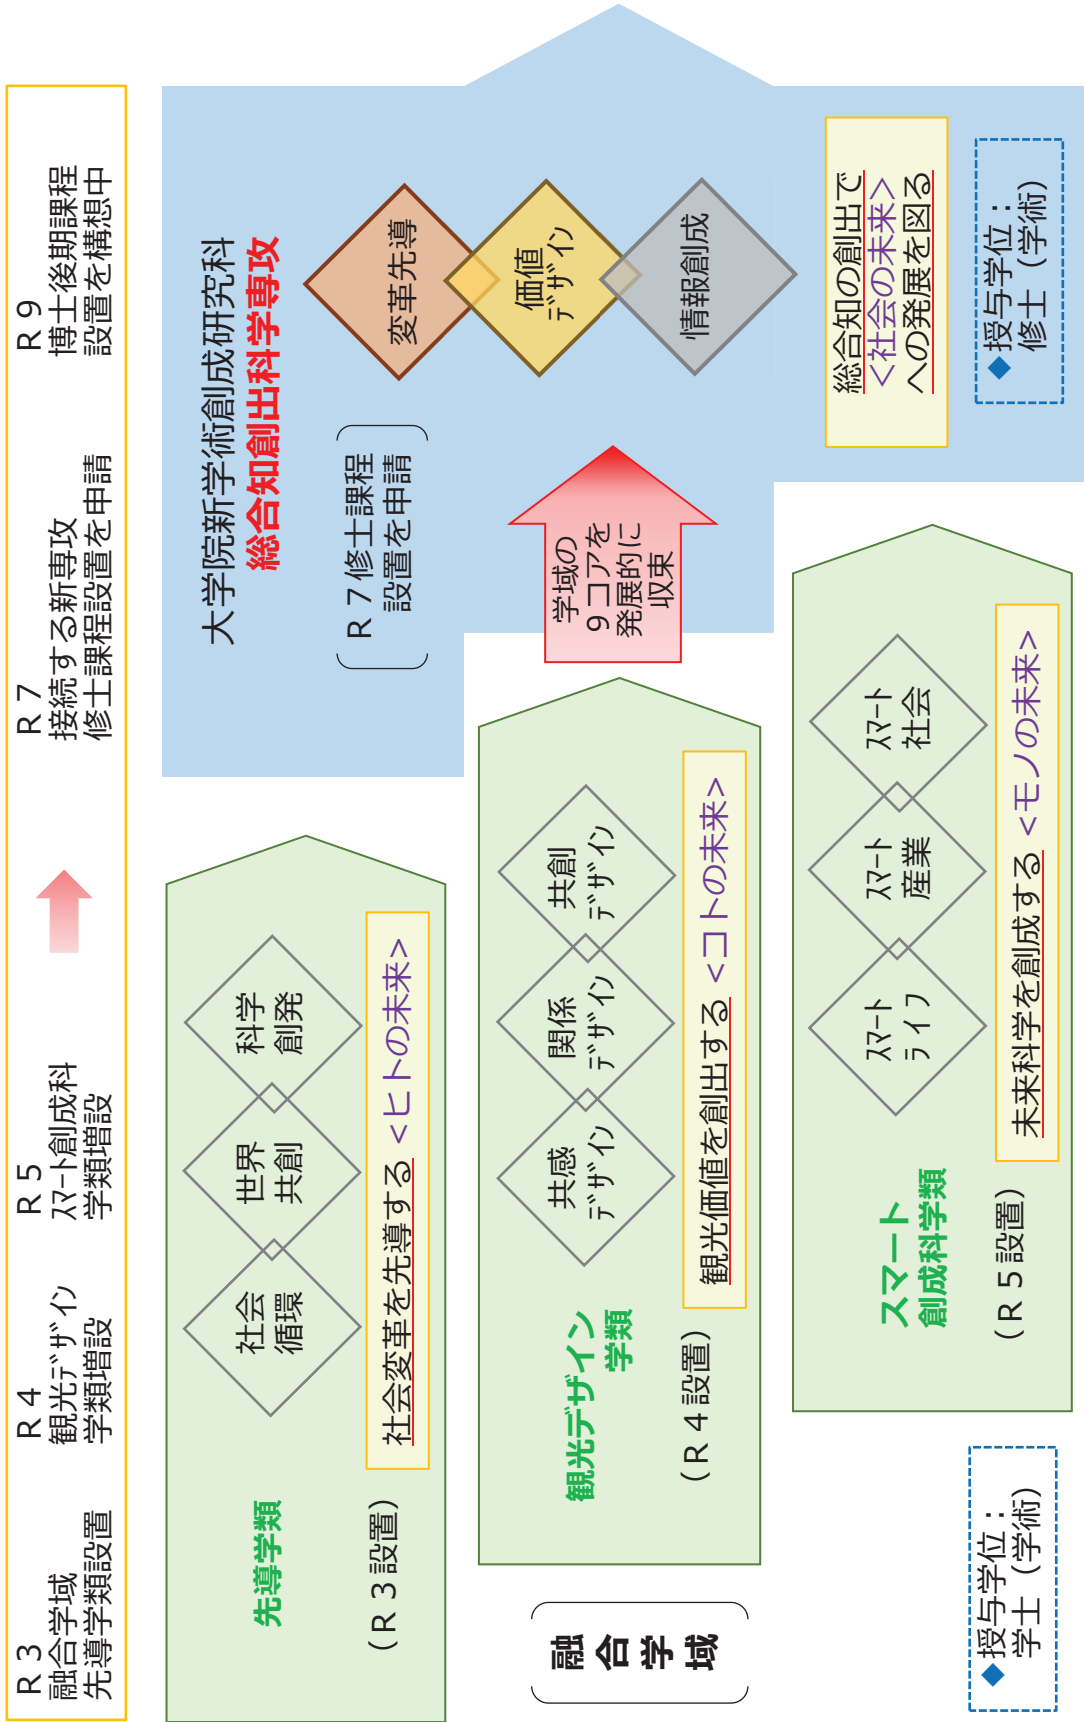 R3
融合学域
先導学類設置
R4
観光ﾃﾞｻﾞｲﾝ
学類増設
R5
ｽﾏｰﾄ創成科
学類増設
R7
接続する新専攻
修士課程設置を申請
R9
博士後期課程
設置を構想中
先導学類
（R3設置）
社会
循環
世界
共創
科学
創発
社会変革を先導する <ヒトの未来>
融合学域
観光デザイン
学類
（R4設置）
共感
ﾃﾞｻﾞｲﾝ
関係
ﾃﾞｻﾞｲﾝ
共創
ﾃﾞｻﾞｲﾝ
観光価値を創出する <コトの未来>
スマート
創成科学類
（R5設置）
ｽﾏｰﾄ
ライフ
ｽﾏｰﾄ
産業
ｽﾏｰﾄ
社会
未来科学を創成する <モノの未来>
◆授与学位：
学士（学術）
大学院新学術創成研究科
総合知創出科学専攻
R7修士課程
設置を申請
学域の
9コアを
発展的に
収束
変革先導
価値
ﾃﾞｻﾞｲﾝ
情報創成
総合知の創出で
<社会の未来>
への発展を図る
◆授与学位：
修士（学術）